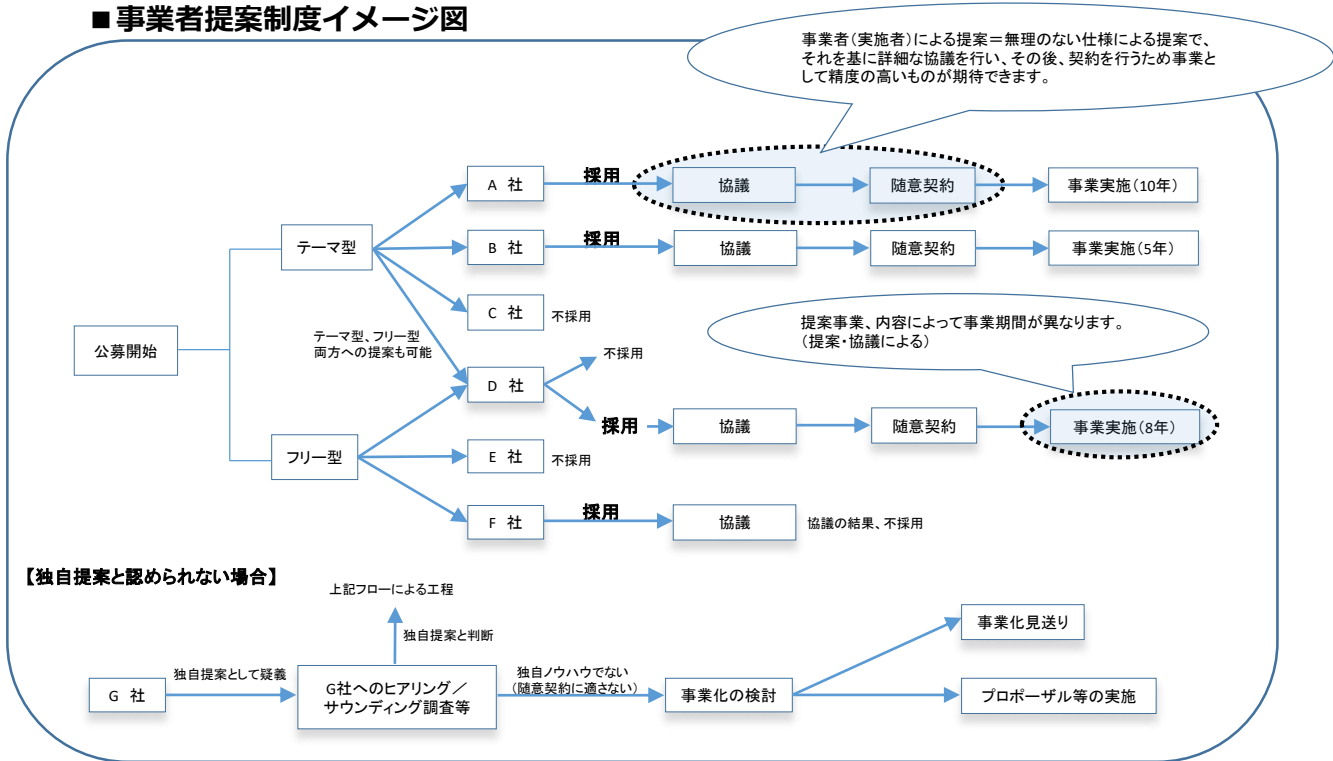 ■事業者提案制度イメージ図
事業者(実施者)による提案＝無理のない仕様による提案で、
それを基に詳細な協議を行い、その後、契約を行うため事業と
して精度の高いものが期待できます。
A 社
採用
協議
随意契約
事業実施(10年)
テーマ型
B 社
採用
協議
随意契約
事業実施(5年)
C 社
不採用
公募開始
テーマ型、フリー型
両方への提案も可能
提案事業、内容によって事業期間が異なります。
(提案・協議による)
D 社
不採用
採用
協議
随意契約
事業実施(8年)
フリー型
E 社
不採用
F 社
採用
協議
協議の結果、不採用
【独自提案と認められない場合】
上記フローによる工程
独自提案と判断
G 社
独自提案として疑義
G社へのヒアリング／
サウンディング調査等
独自ノウハウでない
(随意契約に適さない)
事業化の検討
事業化見送り
プロポーザル等の実施